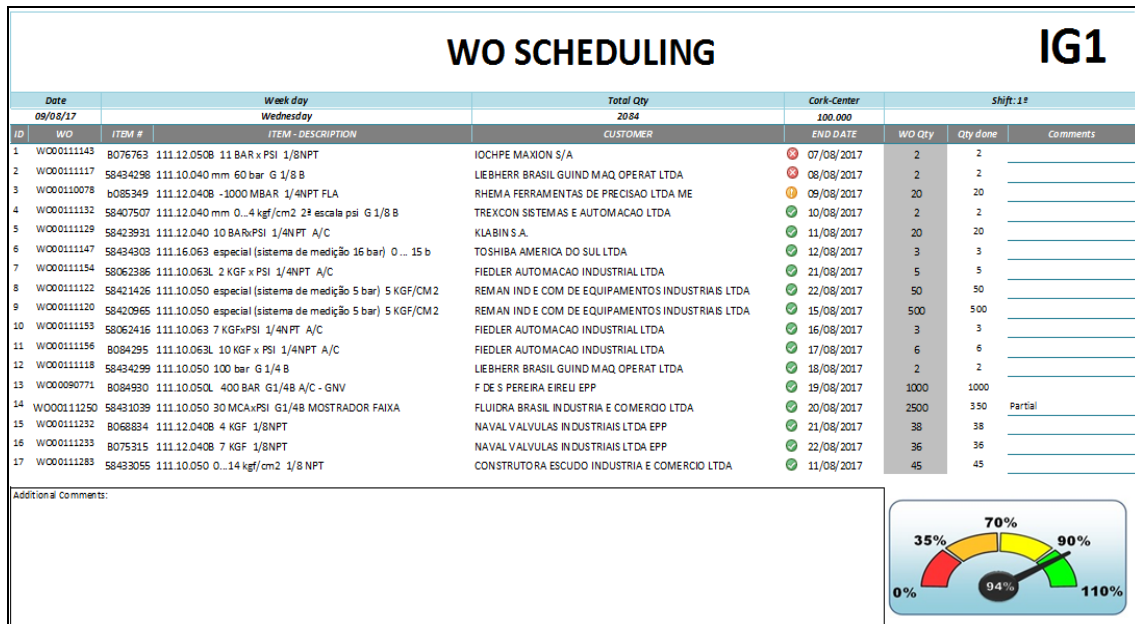 WO SCHEDULING
IG1
Date Week day Total Qty Cork-Center Shift: 1ª
09/08/17 Wednesday 2084 100.000
ID WO ITEM # ITEM - DESCRIPTION CUSTOMER END DATE WO Qty Qty done Comments
1 WO00111143 B076763 111.12.050B 11 BAR x PSI 1/8NPT IOCHPE MAXION S/A 07/08/2017 2 2
2 WO00111117 58434298 111.10.040 mm 60 bar G 1/8 B LIEBHERR BRASIL GUIND MAQ OPERAT LTDA 08/08/2017 2 2
3 WO00110078 b085349 111.12.040B -1000 MBAR 1/4NPT FLA RHEMA FERRAMENTAS DE PRECISAO LTDA ME 09/08/2017 20 20
4 WO00111132 58407507 111.12.040 mm 0...4 kgf/cm2 2ª escala psi G 1/8 B TREXCON SISTEMAS E AUTOMACAO LTDA 10/08/2017 2 2
5 WO00111129 58423931 111.12.040 10 BARxPSI 1/4NPT A/C KLABIN S.A. 11/08/2017 20 20
6 WO00111147 58434303 111.16.063 especial (sistema de medição 16 bar) 0 ... 15 b TOSHIBA AMERICA DO SUL LTDA 12/08/2017 3 3
7 WO00111154 58062386 111.10.063L 2 KGF x PSI 1/4NPT A/C FIEDLER AUTOMACAO INDUSTRIAL LTDA 21/08/2017 5 5
8 WO00111122 58421426 111.10.050 especial (sistema de medição 5 bar) 5 KGF/CM2 REMAN IND E COM DE EQUIPAMENTOS INDUSTRIAIS LTDA 22/08/2017 50 50
9 WO00111120 58420965 111.10.050 especial (sistema de medição 5 bar) 5 KGF/CM2 REMAN IND E COM DE EQUIPAMENTOS INDUSTRIAIS LTDA 15/08/2017 500 500
10 WO00111153 58062416 111.10.063 7 KGFxPSI 1/4NPT A/C FIEDLER AUTOMACAO INDUSTRIAL LTDA 16/08/2017 3 3
11 WO00111156 B084295 111.10.063L 10 KGF x PSI 1/4NPT A/C FIEDLER AUTOMACAO INDUSTRIAL LTDA 17/08/2017 6 6
12 WO00111118 58434299 111.10.050 100 bar G 1/4 B LIEBHERR BRASIL GUIND MAQ OPERAT LTDA 18/08/2017 2 2
13 WO00090771 B084930 111.10.050L 400 BAR G1/4B A/C - GNV F DE S PEREIRA EIRELI EPP 19/08/2017 1000 1000
14 WO00111250 58431039 111.10.050 30 MCAxPSI G1/4B MOSTRADOR FAIXA FLUIDRA BRASIL INDUSTRIA E COMERCIO LTDA 20/08/2017 2500 350 Partial
15 WO00111232 B068834 111.12.040B 4 KGF 1/8NPT NAVAL VALVULAS INDUSTRIAIS LTDA EPP 21/08/2017 38 38
16 WO00111233 B075315 111.12.040B 7 KGF 1/8NPT NAVAL VALVULAS INDUSTRIAIS LTDA EPP 22/08/2017 36 36
17 WO00111283 58433055 111.10.050 0...14 kgf/cm2 1/8 NPT CONSTRUTORA ESCUDO INDUSTRIA E COMERCIO LTDA 11/08/2017 45 45
Additional Comments:
70%
35% 90%
0% 94% 110%